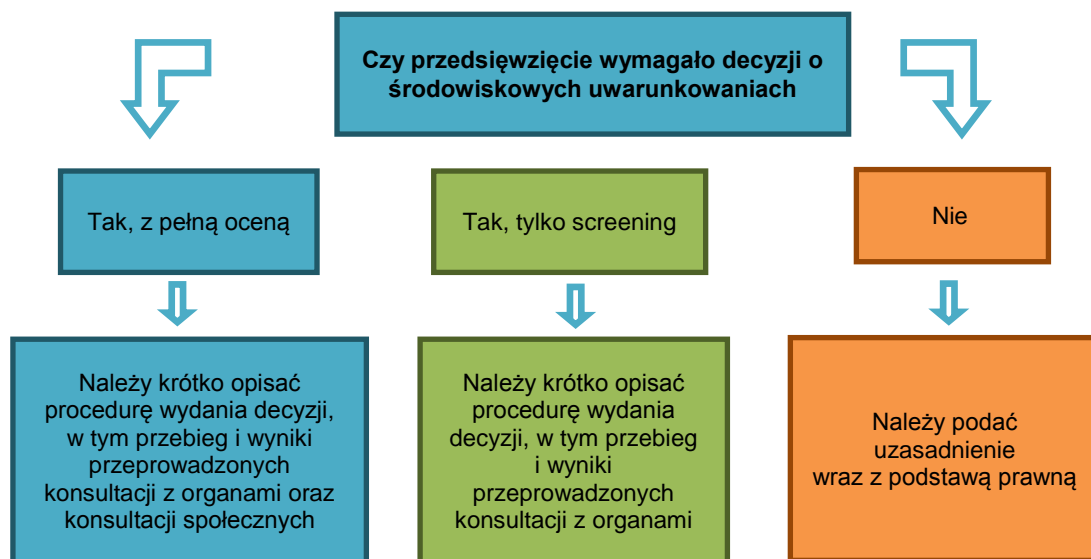 Czy przedsięwzięcie wymagało decyzji o
środowiskowych uwarunkowaniach
Tak, z pełną oceną
Tak, tylko screening
Nie
Należy krótko opisać
procedurę wydania decyzji,
w tym przebieg i wyniki
przeprowadzonych
konsultacji z organami oraz
konsultacji społecznych
Należy krótko opisać
procedurę wydania
decyzji, w tym przebieg
i wyniki
przeprowadzonych
konsultacji z organami
Należy podać
uzasadnienie
wraz z podstawą prawną